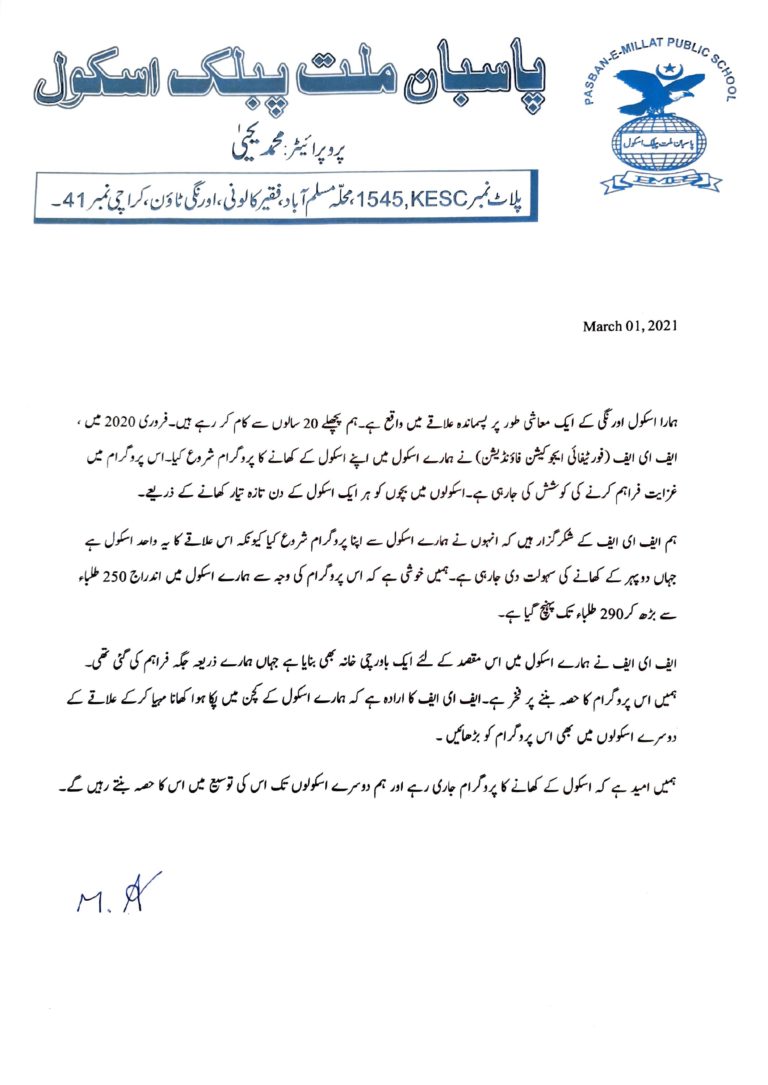 پاسبان ملت پبلک اسکول
PASBAN-E-MILLAT PUBLIC SCHOOL
پاسبان ملت پبلک اسکول
P.M.P.S
پروپرائیٹر: محمد یحییٰ
پلاٹ نمبر 1545, KESC، محلّہ مسلم آباد، فقیر کالونی، اورنگی ٹاؤن، کراچی نمبر 41۔
March 01, 2021
ہمارا اسکول اورنگی کے ایک معاشی طور پر پسماندہ علاقے میں واقع ہے۔ہم پچھلے 20 سالوں سے کام کر رہے ہیں۔فروری 2020 میں ،
ایف ای ایف (فورٹیفائی ایجوکیشن فاؤنڈیشن) نے ہمارے اسکول میں اپنے اسکول کے کھانے کا پروگرام شروع کیا۔اس پروگرام میں
غزایت فراہم کرنے کی کوشش کی جارہی ہے۔اسکولوں میں بچوں کو ہر ایک اسکول کے دن تازہ تیار کھانے کے ذریعے۔
ہم ایف ای ایف کے شکرگزار ہیں کہ انہوں نے ہمارے اسکول سے اپنا پروگرام شروع کیا کیونکہ اس علاقے کا یہ واحد اسکول ہے
جہاں دوپہر کے کھانے کی سہولت دی جارہی ہے۔ہمیں خوشی ہے کہ اس پروگرام کی وجہ سے ہمارے اسکول میں اندراج 250 طلباء
سے بڑھ کر290 طلباء تک پہنچ گیا ہے۔
ایف ای ایف نے ہمارے اسکول میں اس مقصد کے لئے ایک باورچی خانہ بھی بنایا ہے جہاں ہمارے ذریعہ جگہ فراہم کی گئی تھی۔
ہمیں اس پروگرام کا حصہ بننے پر فخر ہے۔ایف ای ایف کا ارادہ ہے کہ ہمارے اسکول کے کچن میں پکا ہوا کھانا مہیا کرکے علاقے کے
دوسرے اسکولوں میں بھی اس پروگرام کو بڑھائیں ۔
ہمیں امید ہے کہ اسکول کے کھانے کا پروگرام جاری رہے اور ہم دوسرے اسکولوں تک اس کی توسیع میں اس کا حصہ بنتے رہیں گے۔